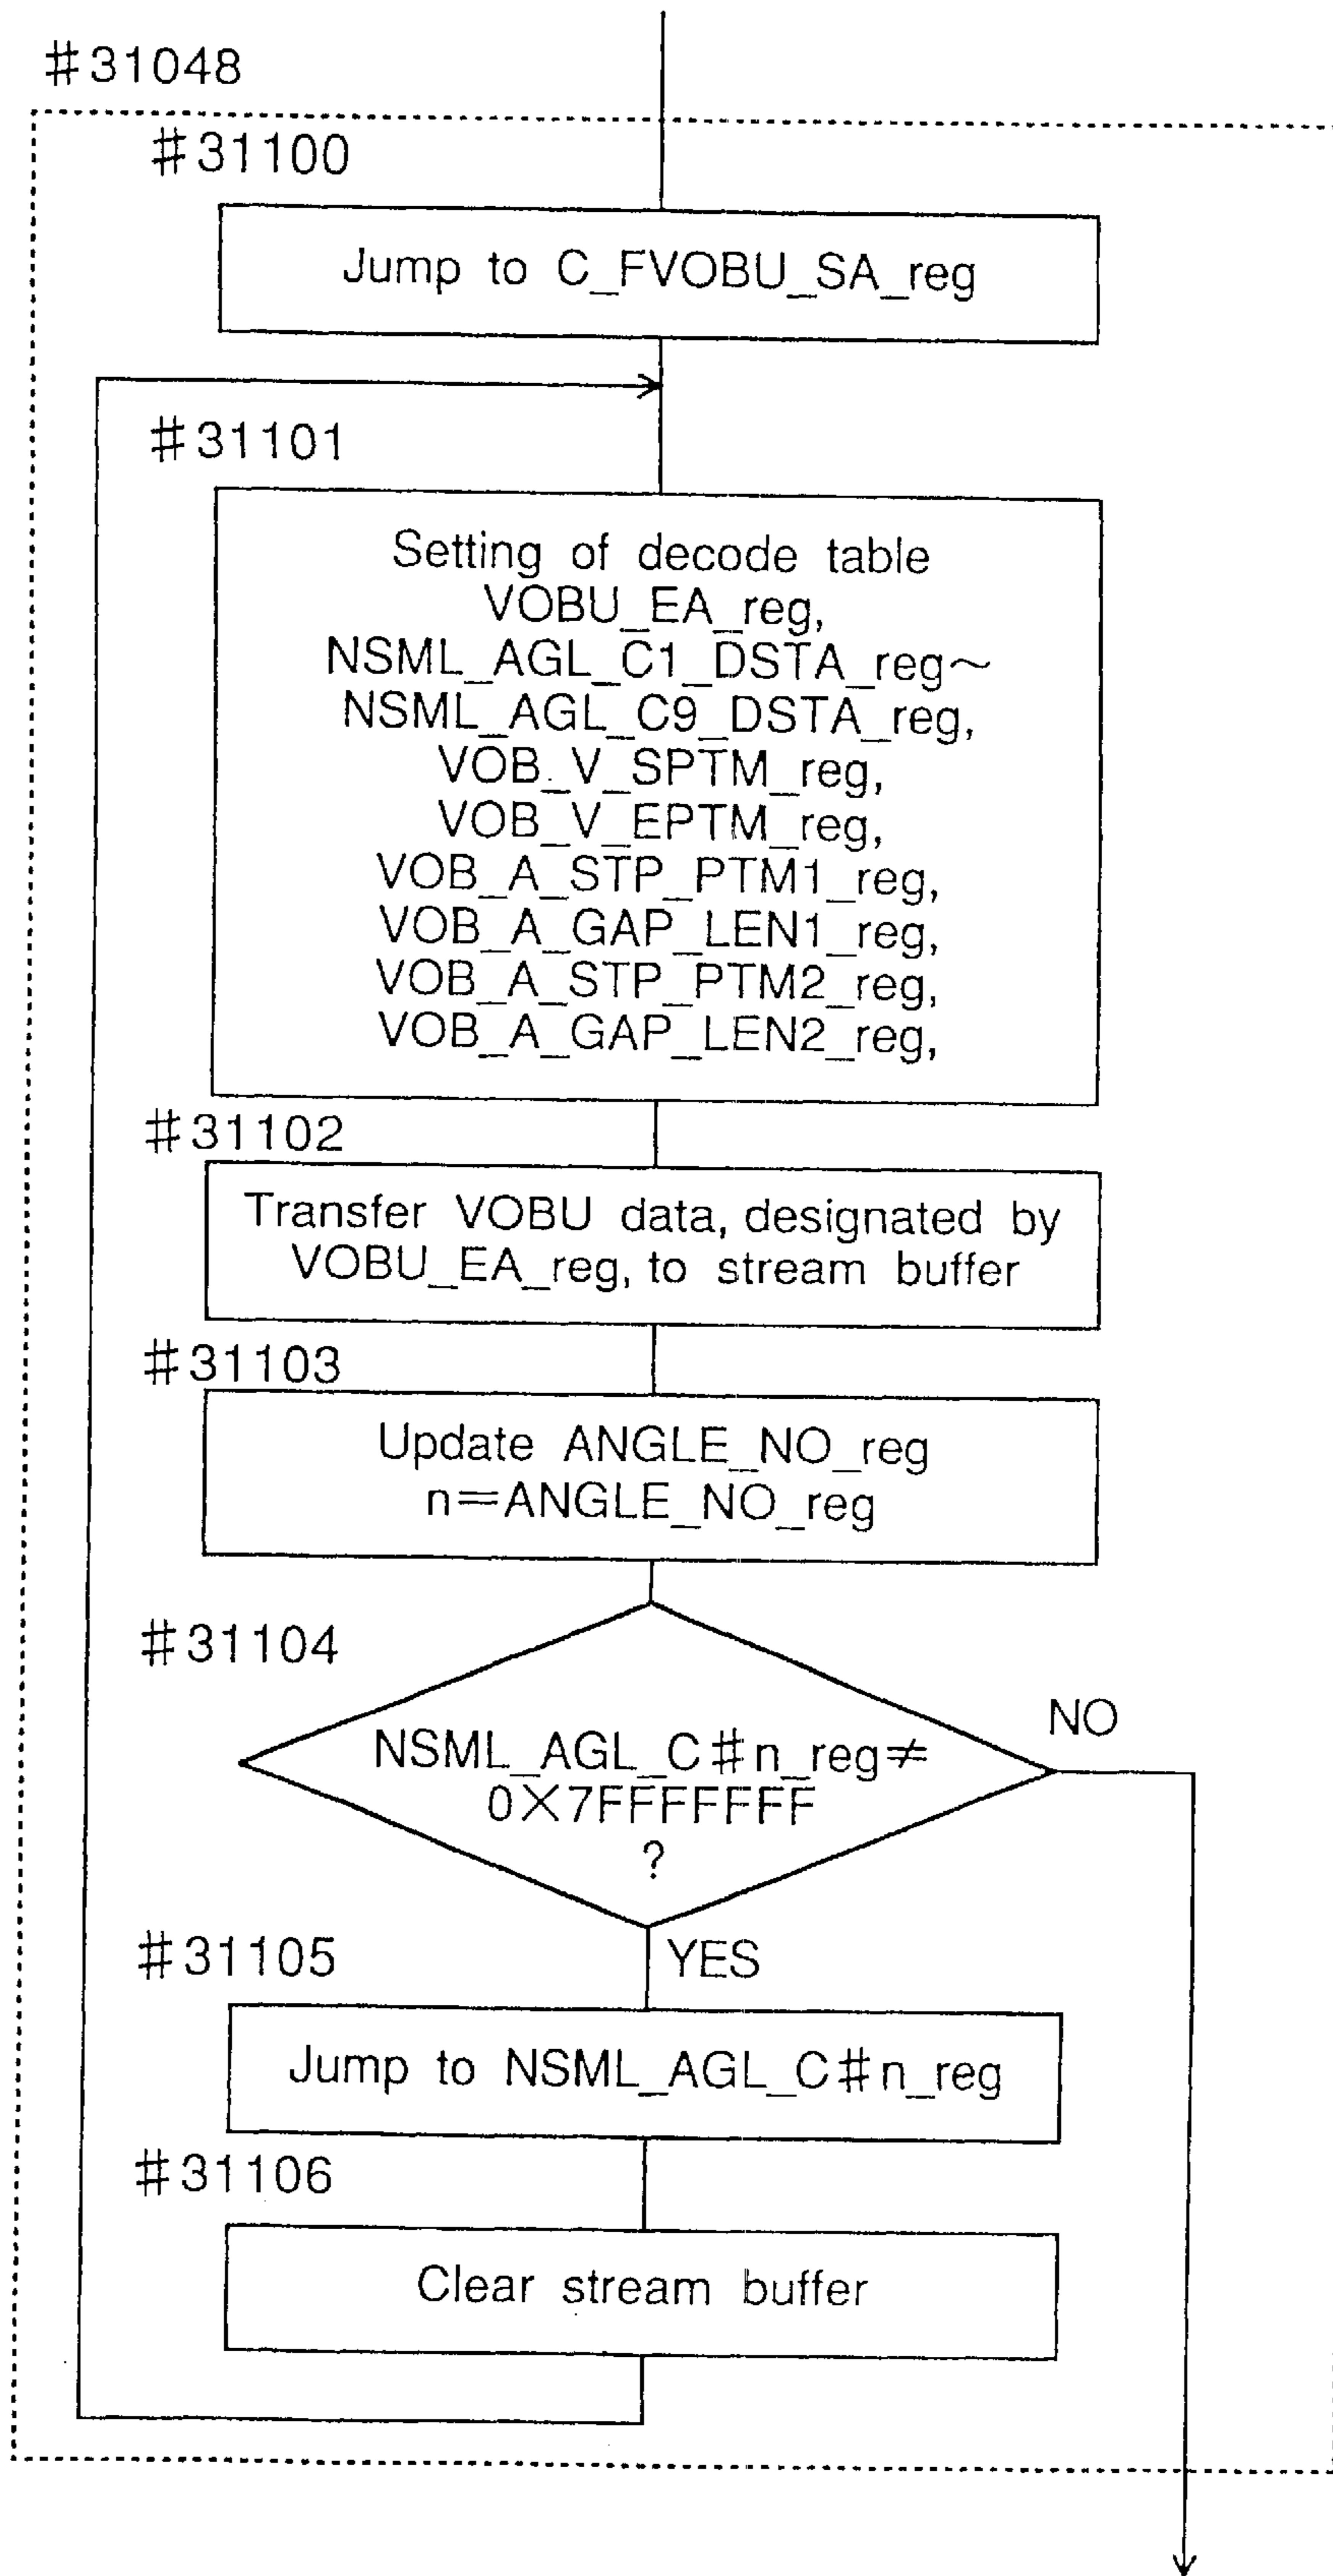 #31048
#31100
Jump to C_FVOBU_SA_reg
#31101
Setting of decode table
VOBU_EA_reg,
NSML_AGL_C1_DSTA_reg~
NSML_AGL_C9_DSTA_reg,
VOB_V_SPTM_reg,
VOB_V_EPTM_reg,
VOB_A_STP_PTM1_reg,
VOB_A_GAP_LEN1_reg,
VOB_A_STP_PTM2_reg,
VOB_A_GAP_LEN2_reg,
#31102
Transfer VOBU data, designated by
VOBU_EA_reg, to stream buffer
#31103
Update ANGLE_NO_reg
n=ANGLE_NO_reg
#31104
NO
NSML_AGL_C#n_reg≠
0X7FFFFFFF
?
#31105
YES
Jump to NSML_AGL_C#n_reg
#31106
Clear stream buffer